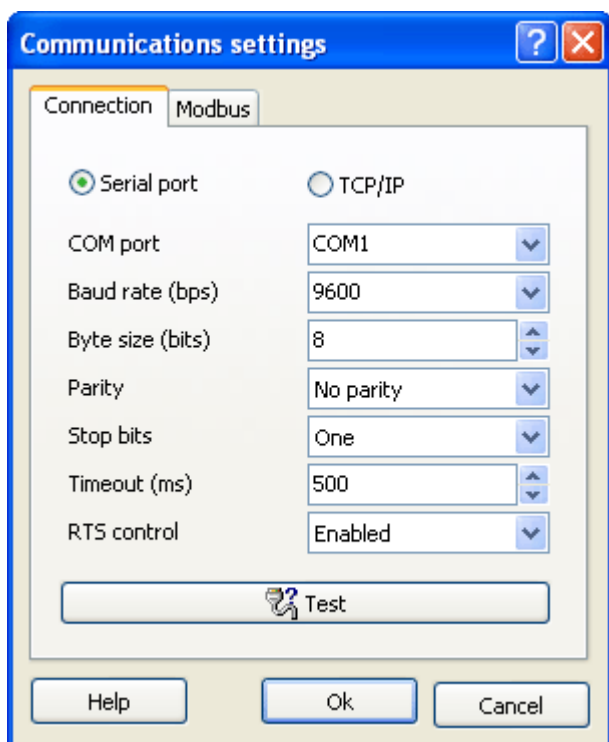 Communications settings
Connection Modbus
Serial port TCP/IP
COM port COM1
Baud rate (bps) 9600
Byte size (bits) 8
Parity No parity
Stop bits One
Timeout (ms) 500
RTS control Enabled
Test
Help Ok Cancel